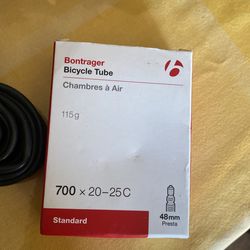 Bontrager
Bicycle Tube
Chambres à Air
115g
700 × 20–25C
48mm
Presta
Standard